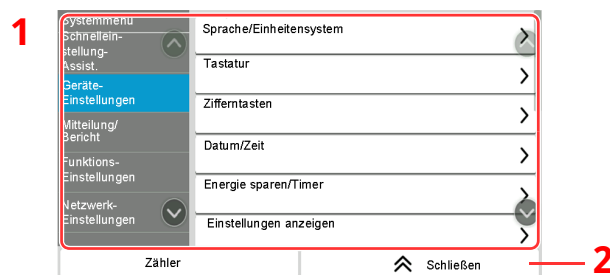 1
Systemmenü
Schnellein-
stellung-
Assist.
Geräte-
Einstellungen
Mitteilung/
Bericht
Funktions-
Einstellungen
Netzwerk-
Einstellungen
Sprache/Einheitensystem
Tastatur
Zifferntasten
Datum/Zeit
Energie sparen/Timer
Einstellungen anzeigen
Zähler
Schließen
2